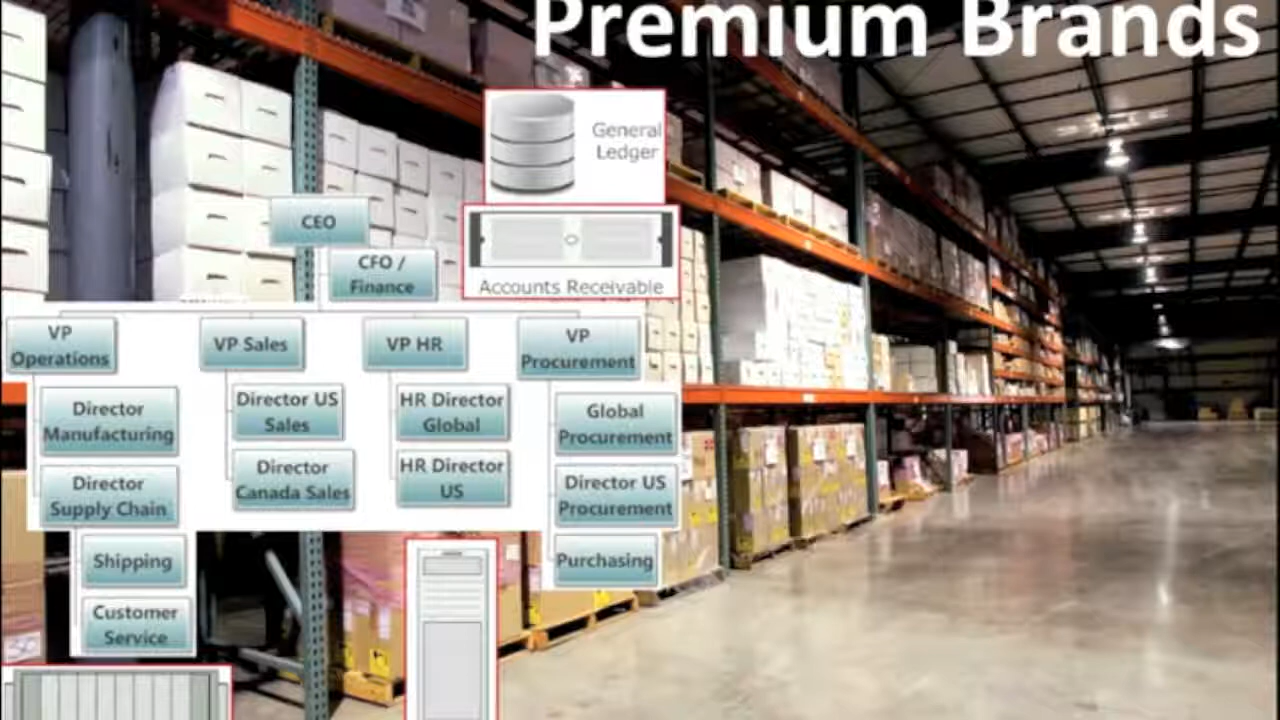 Premium Brands
General
Ledger
Accounts Receivable
CEO
CFO /
Finance
VP
Operations
VP Sales
VP HR
VP
Procurement
Director
Manufacturing
Director US
Sales
HR Director
Global
Global
Procurement
Director
Supply Chain
Director
Canada Sales
HR Director
US
Director US
Procurement
Shipping
Purchasing
Customer
Service